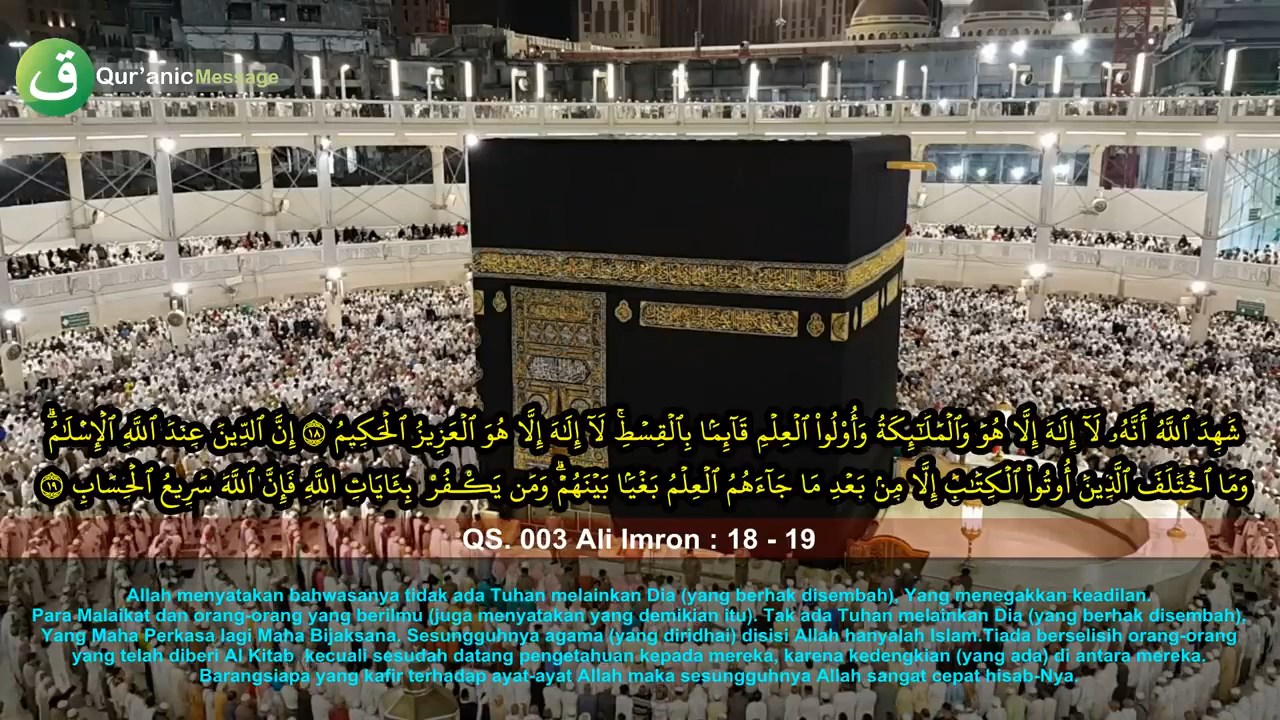 ق
Qur'anicMessage
شَهِدَ ٱللَّهُ أَنَّهُۥ لَآ إِلَٰهَ إِلَّا هُوَ وَٱلْمَلَٰٓئِكَةُ وَأُو۟لُوا۟ ٱلْعِلْمِ قَآئِمًۢا بِٱلْقِسْطِ ۚ لَآ إِلَٰهَ إِلَّا هُوَ ٱلْعَزِيزُ ٱلْحَكِيمُ ١٨ إِنَّ ٱلدِّينَ عِندَ ٱللَّهِ ٱلْإِسْلَٰمُ ۗ
وَمَا ٱخْتَلَفَ ٱلَّذِينَ أُوتُوا۟ ٱلْكِتَٰبَ إِلَّا مِنۢ بَعْدِ مَا جَآءَهُمُ ٱلْعِلْمُ بَغْيًۢا بَيْنَهُمْ ۗ وَمَن يَكْفُرْ بِـَٔايَٰتِ ٱللَّهِ فَإِنَّ ٱللَّهَ سَرِيعُ ٱلْحِسَابِ ١٩
QS. 003 Ali Imron : 18 - 19
Allah menyatakan bahwasanya tidak ada Tuhan melainkan Dia (yang berhak disembah), Yang menegakkan keadilan.
Para Malaikat dan orang-orang yang berilmu (juga menyatakan yang demikian itu). Tak ada Tuhan melainkan Dia (yang berhak disembah),
Yang Maha Perkasa lagi Maha Bijaksana. Sesungguhnya agama (yang diridhai) disisi Allah hanyalah Islam.Tiada berselisih orang-orang
yang telah diberi Al Kitab kecuali sesudah datang pengetahuan kepada mereka, karena kedengkian (yang ada) di antara mereka.
Barangsiapa yang kafir terhadap ayat-ayat Allah maka sesungguhnya Allah sangat cepat hisab-Nya.